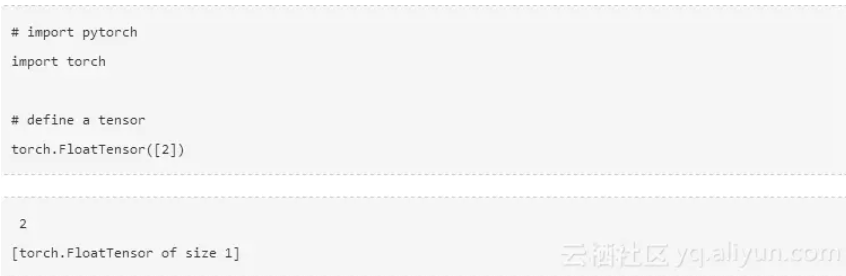 # import pytorch
import torch
# define a tensor
torch.FloatTensor([2])
2
[torch.FloatTensor of size 1]
云栖社区 yq.aliyun.com